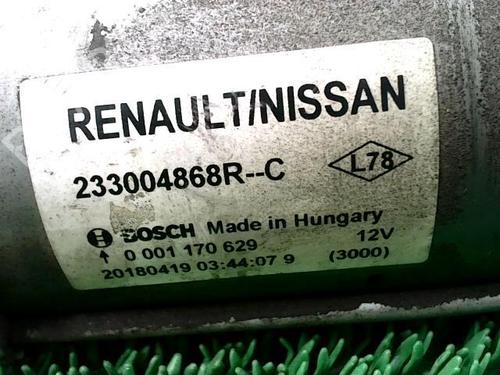 RENAULT/NISSAN
233004868R--C
L78
BOSCH Made in Hungary
0 001 170 629
12V
20180419 03:44:07 9
(3000)